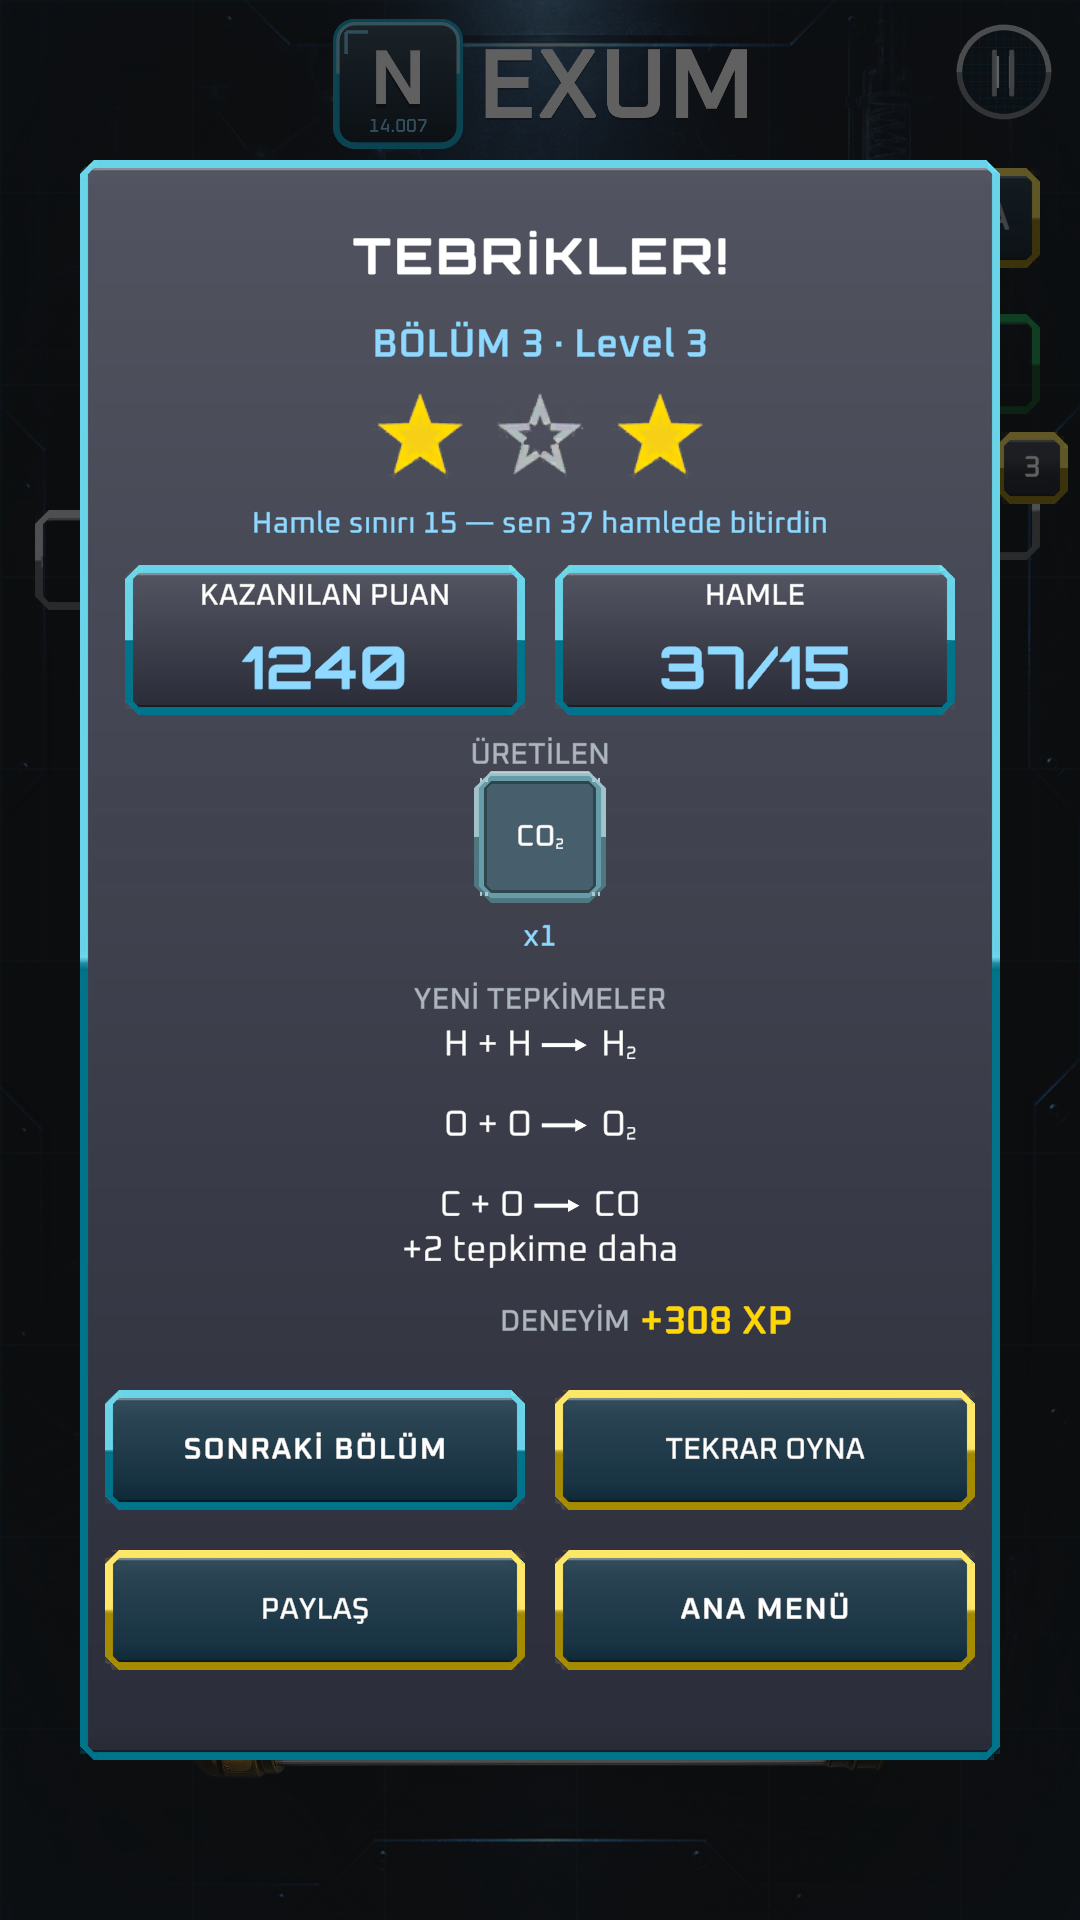 N EXUM
14.007
TEBRİKLER!
BÖLÜM 3 · Level 3
3
Hamle sınırı 15 — sen 37 hamlede bitirdin
KAZANILAN PUAN
1240
HAMLE
37/15
ÜRETİLEN
CO₂
x1
YENİ TEPKİMELER
H + H → H₂
O + O → O₂
C + O → CO
+2 tepkime daha
DENEYİM +308 XP
SONRAKİ BÖLÜM
TEKRAR OYNA
PAYLAŞ
ANA MENÜ